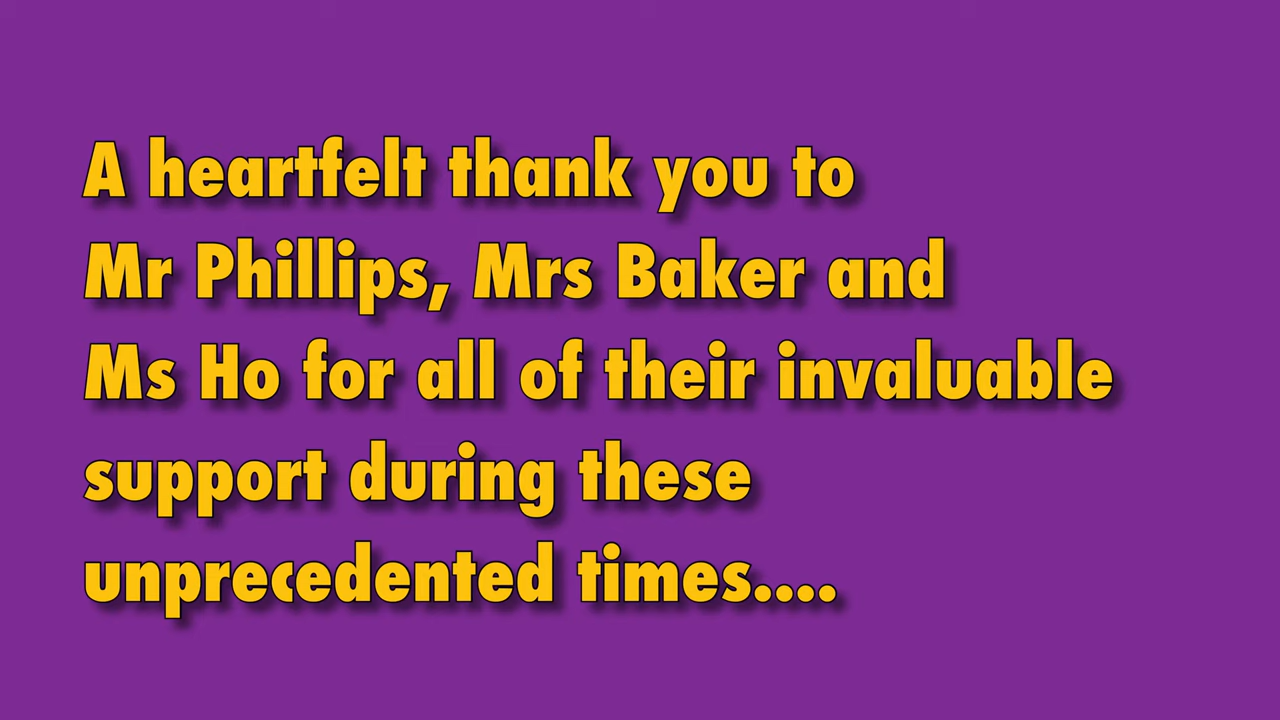 A heartfelt thank you to
Mr Phillips, Mrs Baker and
Ms Ho for all of their invaluable
support during these
unprecedented times....